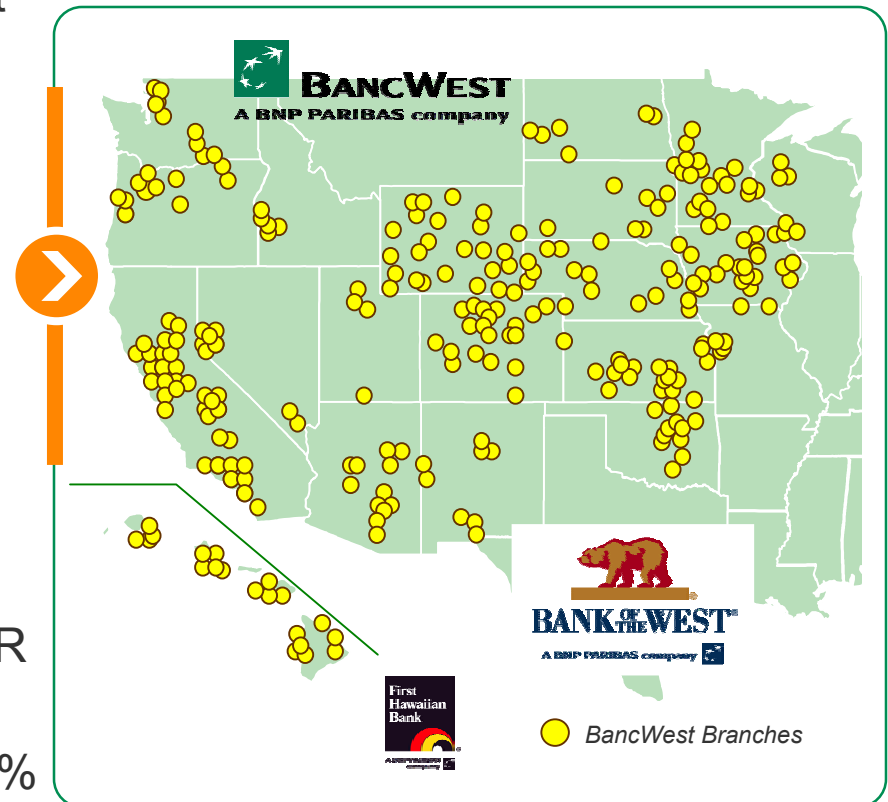 BANCWEST
A BNP PARIBAS company
R
%
BANK OF THE WEST®
A BNP PARIBAS company
First
Hawaiian
Bank
BancWest Branches